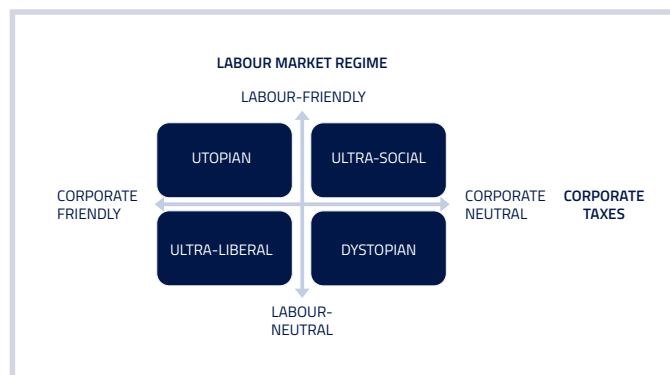 LABOUR MARKET REGIME
LABOUR-FRIENDLY
UTOPIAN
ULTRA-SOCIAL
CORPORATE
FRIENDLY
CORPORATE
NEUTRAL
CORPORATE
TAXES
ULTRA-LIBERAL
DYSTOPIAN
LABOUR-
NEUTRAL